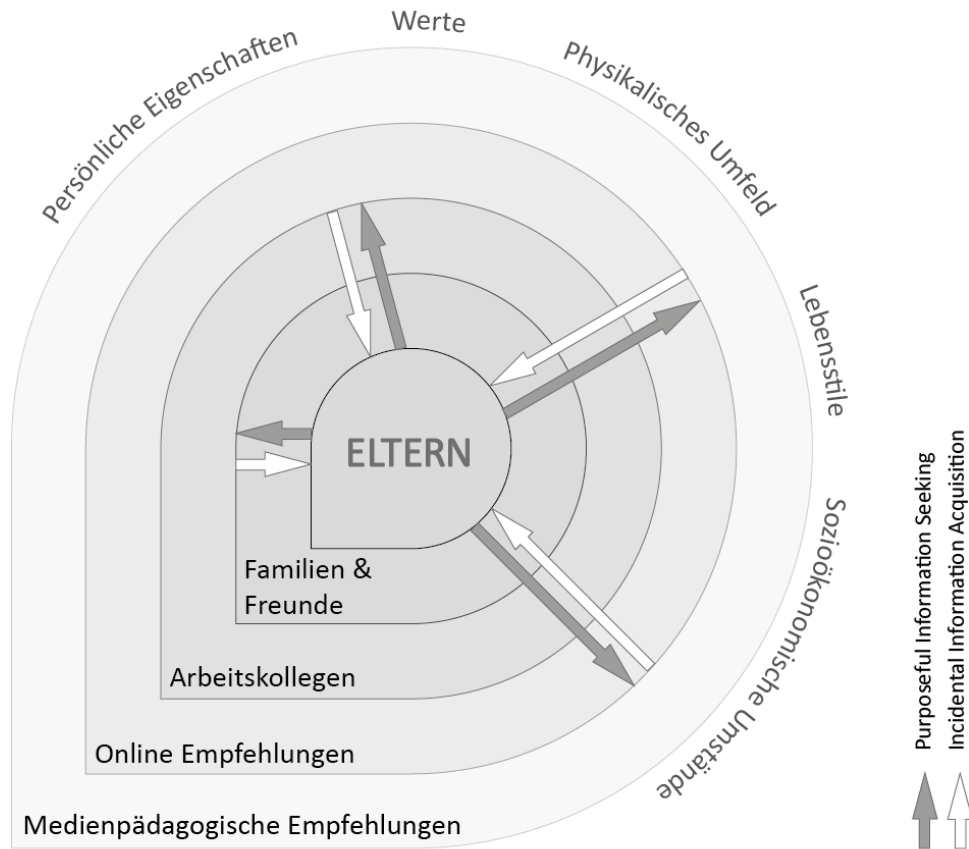 Persönliche Eigenschaften
Werte
Physikalisches Umfeld
Lebensstile
Sozioökonomische Umstände
ELTERN
Familien &
Freunde
Arbeitskollegen
Online Empfehlungen
Medienpädagogische Empfehlungen
Purposeful Information Seeking
Incidental Information Acquisition